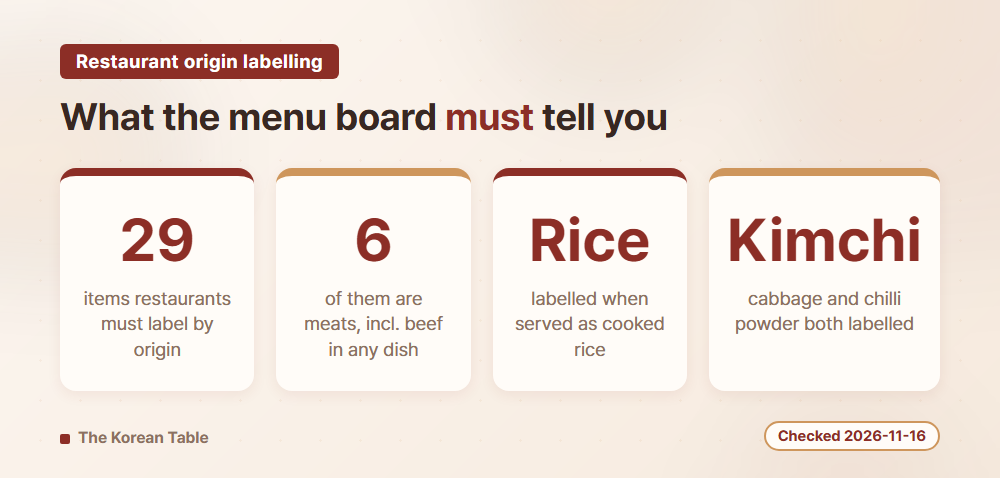 Restaurant origin labelling
What the menu board must tell you
29
items restaurants
must label by
origin
6
of them are
meats, incl. beef
in any dish
Rice
labelled when
served as cooked
rice
Kimchi
cabbage and chilli
powder both labelled
The Korean Table
Checked 2026-11-16